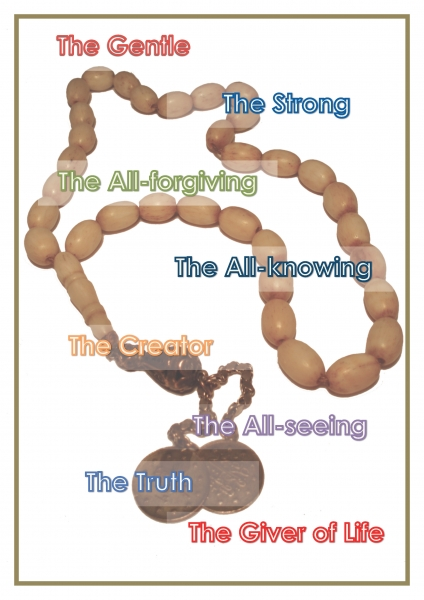 The Gentle
The Strong
The All-forgiving
The All-knowing
The Creator
The All-seeing
The Truth
The Giver of Life